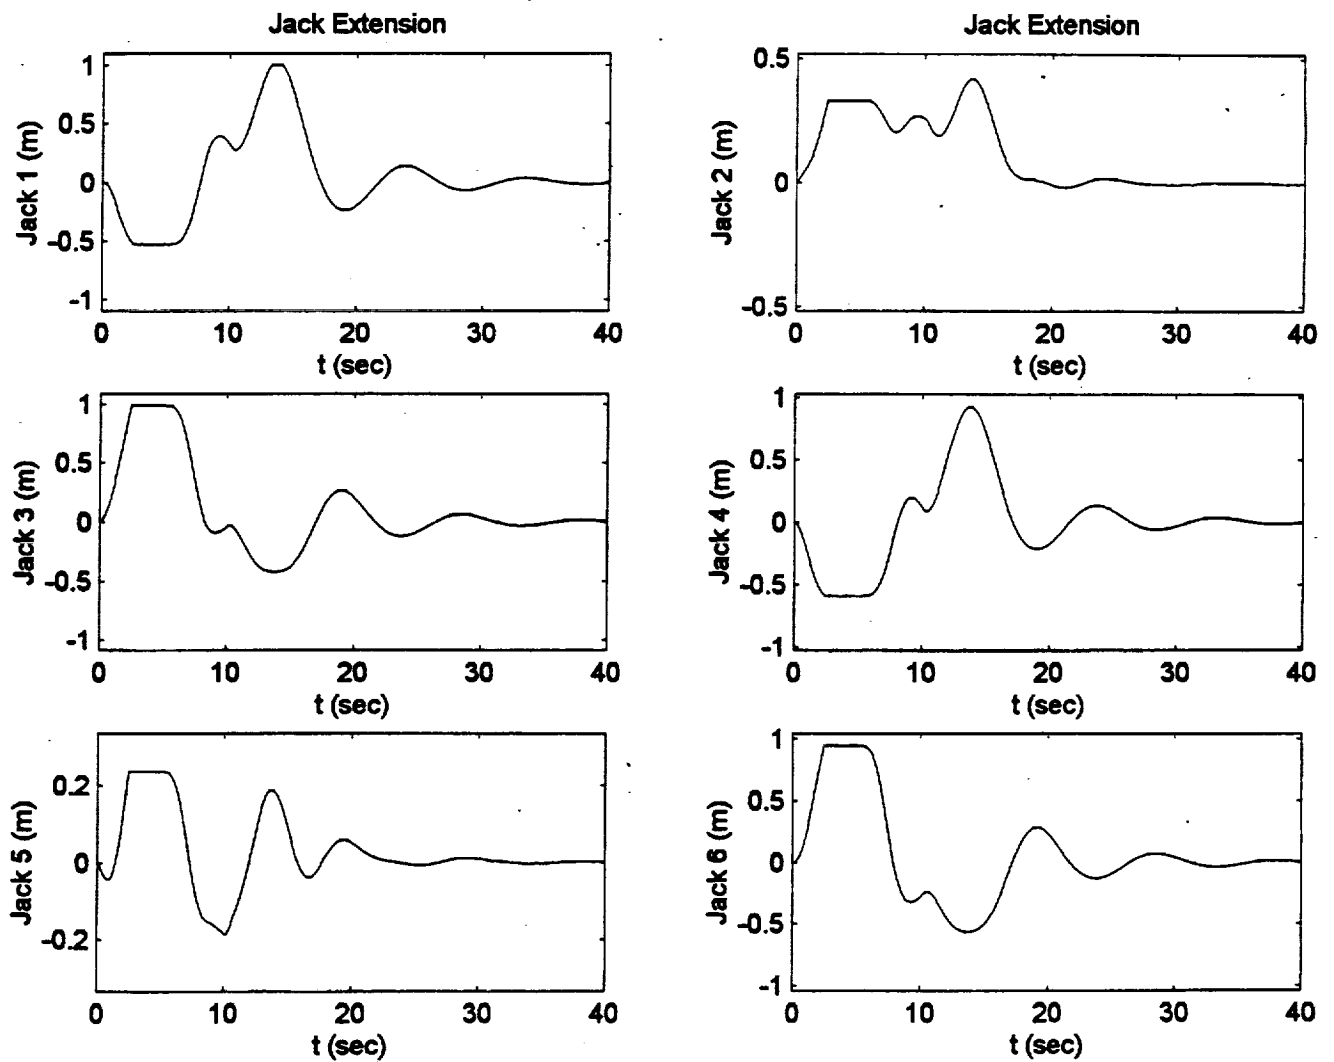 Jack Extension
Jack 1 (m)
1
0.5
0
-0.5
-1
0 10 20 30 40
t (sec)
Jack Extension
Jack 2 (m)
0.5
0
-0.5
0 10 20 30 40
t (sec)
Jack 3 (m)
1
0.5
0
-0.5
-1
0 10 20 30 40
t (sec)
Jack 4 (m)
1
0.5
0
-0.5
-1
0 10 20 30 40
t (sec)
Jack 5 (m)
0.2
0
-0.2
0 10 20 30 40
t (sec)
Jack 6 (m)
1
0.5
0
-0.5
-1
0 10 20 30 40
t (sec)